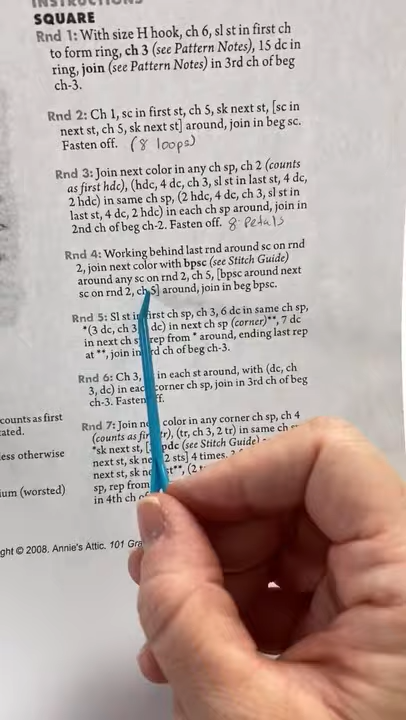 INSTRUCTIONS
SQUARE
Rnd 1: With size H hook, ch 6, sl st in first ch
to form ring, ch 3 (see Pattern Notes), 15 dc in
ring, join (see Pattern Notes) in 3rd ch of beg
ch-3.
Rnd 2: Ch 1, sc in first st, ch 5, sk next st, [sc in
next st, ch 5, sk next st] around, join in beg sc.
Fasten off. (8 loops)
Rnd 3: Join next color in any ch sp, ch 2 (counts
as first hdc), (hdc, 4 dc, ch 3, sl st in last st, 4 dc,
2 hdc) in same ch sp, (2 hdc, 4 dc, ch 3, sl st in
last st, 4 dc, 2 hdc) in each ch sp around, join in
2nd ch of beg ch-2. Fasten off. 8 petals
Rnd 4: Working behind last rnd around sc on rnd
2, join next color with bpsc (see Stitch Guide)
around any sc on rnd 2, ch 5, [bpsc around next
sc on rnd 2, ch 5] around, join in beg bpsc.
Rnd 5: Sl st in first ch sp, ch 3, 6 dc in same ch sp,
*(3 dc, ch 3, dc) in next ch sp (corner)**, 7 dc
in next ch rep from * around, ending last rep
at **, join in ch of beg ch-3.
Rnd 6: Ch 3, in each st around, with (dc, ch
3, dc) in each corner ch sp, join in 3rd ch of beg
ch-3. Fasten off.
Rnd 7: Join color in any corner ch sp, ch 4
(counts as tr), (tr, ch 3, 2 tr) in same ch
*sk next st, (see Stitch Guide)
next st, sk 2 sts] 4 times,
next st, sk
sp, rep from
in 4th ch
counts as first
ess otherwise
um (worsted)
ght © 2008. Annie's Attic. 101